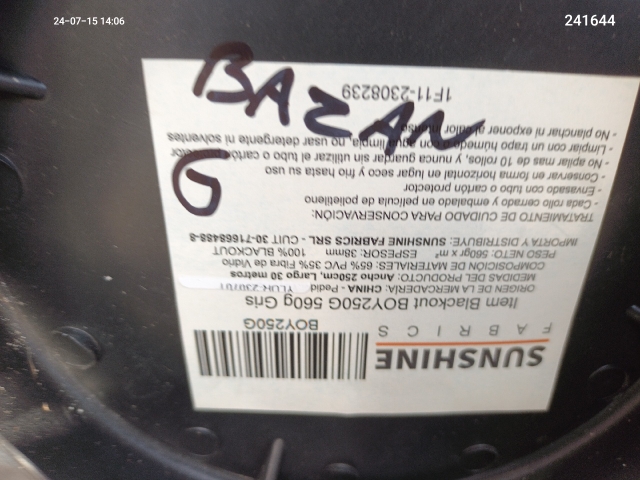 24-07-15 14:06
241644
BAZAN
G
SUNSHINE
FABRICS
BOY250G
Item Blackout BOY250G 560g Gris
ORIGEN DE LA MERCADERÍA: CHINA - Pedido
MEDIDAS DEL PRODUCTO: Ancho 250cm, Largo 30 metros
COMPOSICIÓN DE MATERIALES: 65% PVC 35% Fibra de Vidrio
PESO NETO: 560gr x m² ESPESOR: 38mm 100% BLACKOUT
IMPORTA Y DISTRIBUYE: SUNSHINE FABRICS SRL - CUIT 30-71668488-8
TRATAMIENTO DE CUIDADO PARA CONSERVACIÓN:
- Cada rollo cerrado y embalado en película de polietileno
- Envasado en tubo o cartón protector
- Conservar en forma horizontal en lugar seco y frío hasta su uso
- No apilar mas de 10 rollos, y nunca guardar sin utilizar el tubo o cartón protector
- Limpiar con un trapo húmedo o con agua limpia, no usar detergente ni solventes
- No planchar ni exponer al calor intenso
1F11-2308239